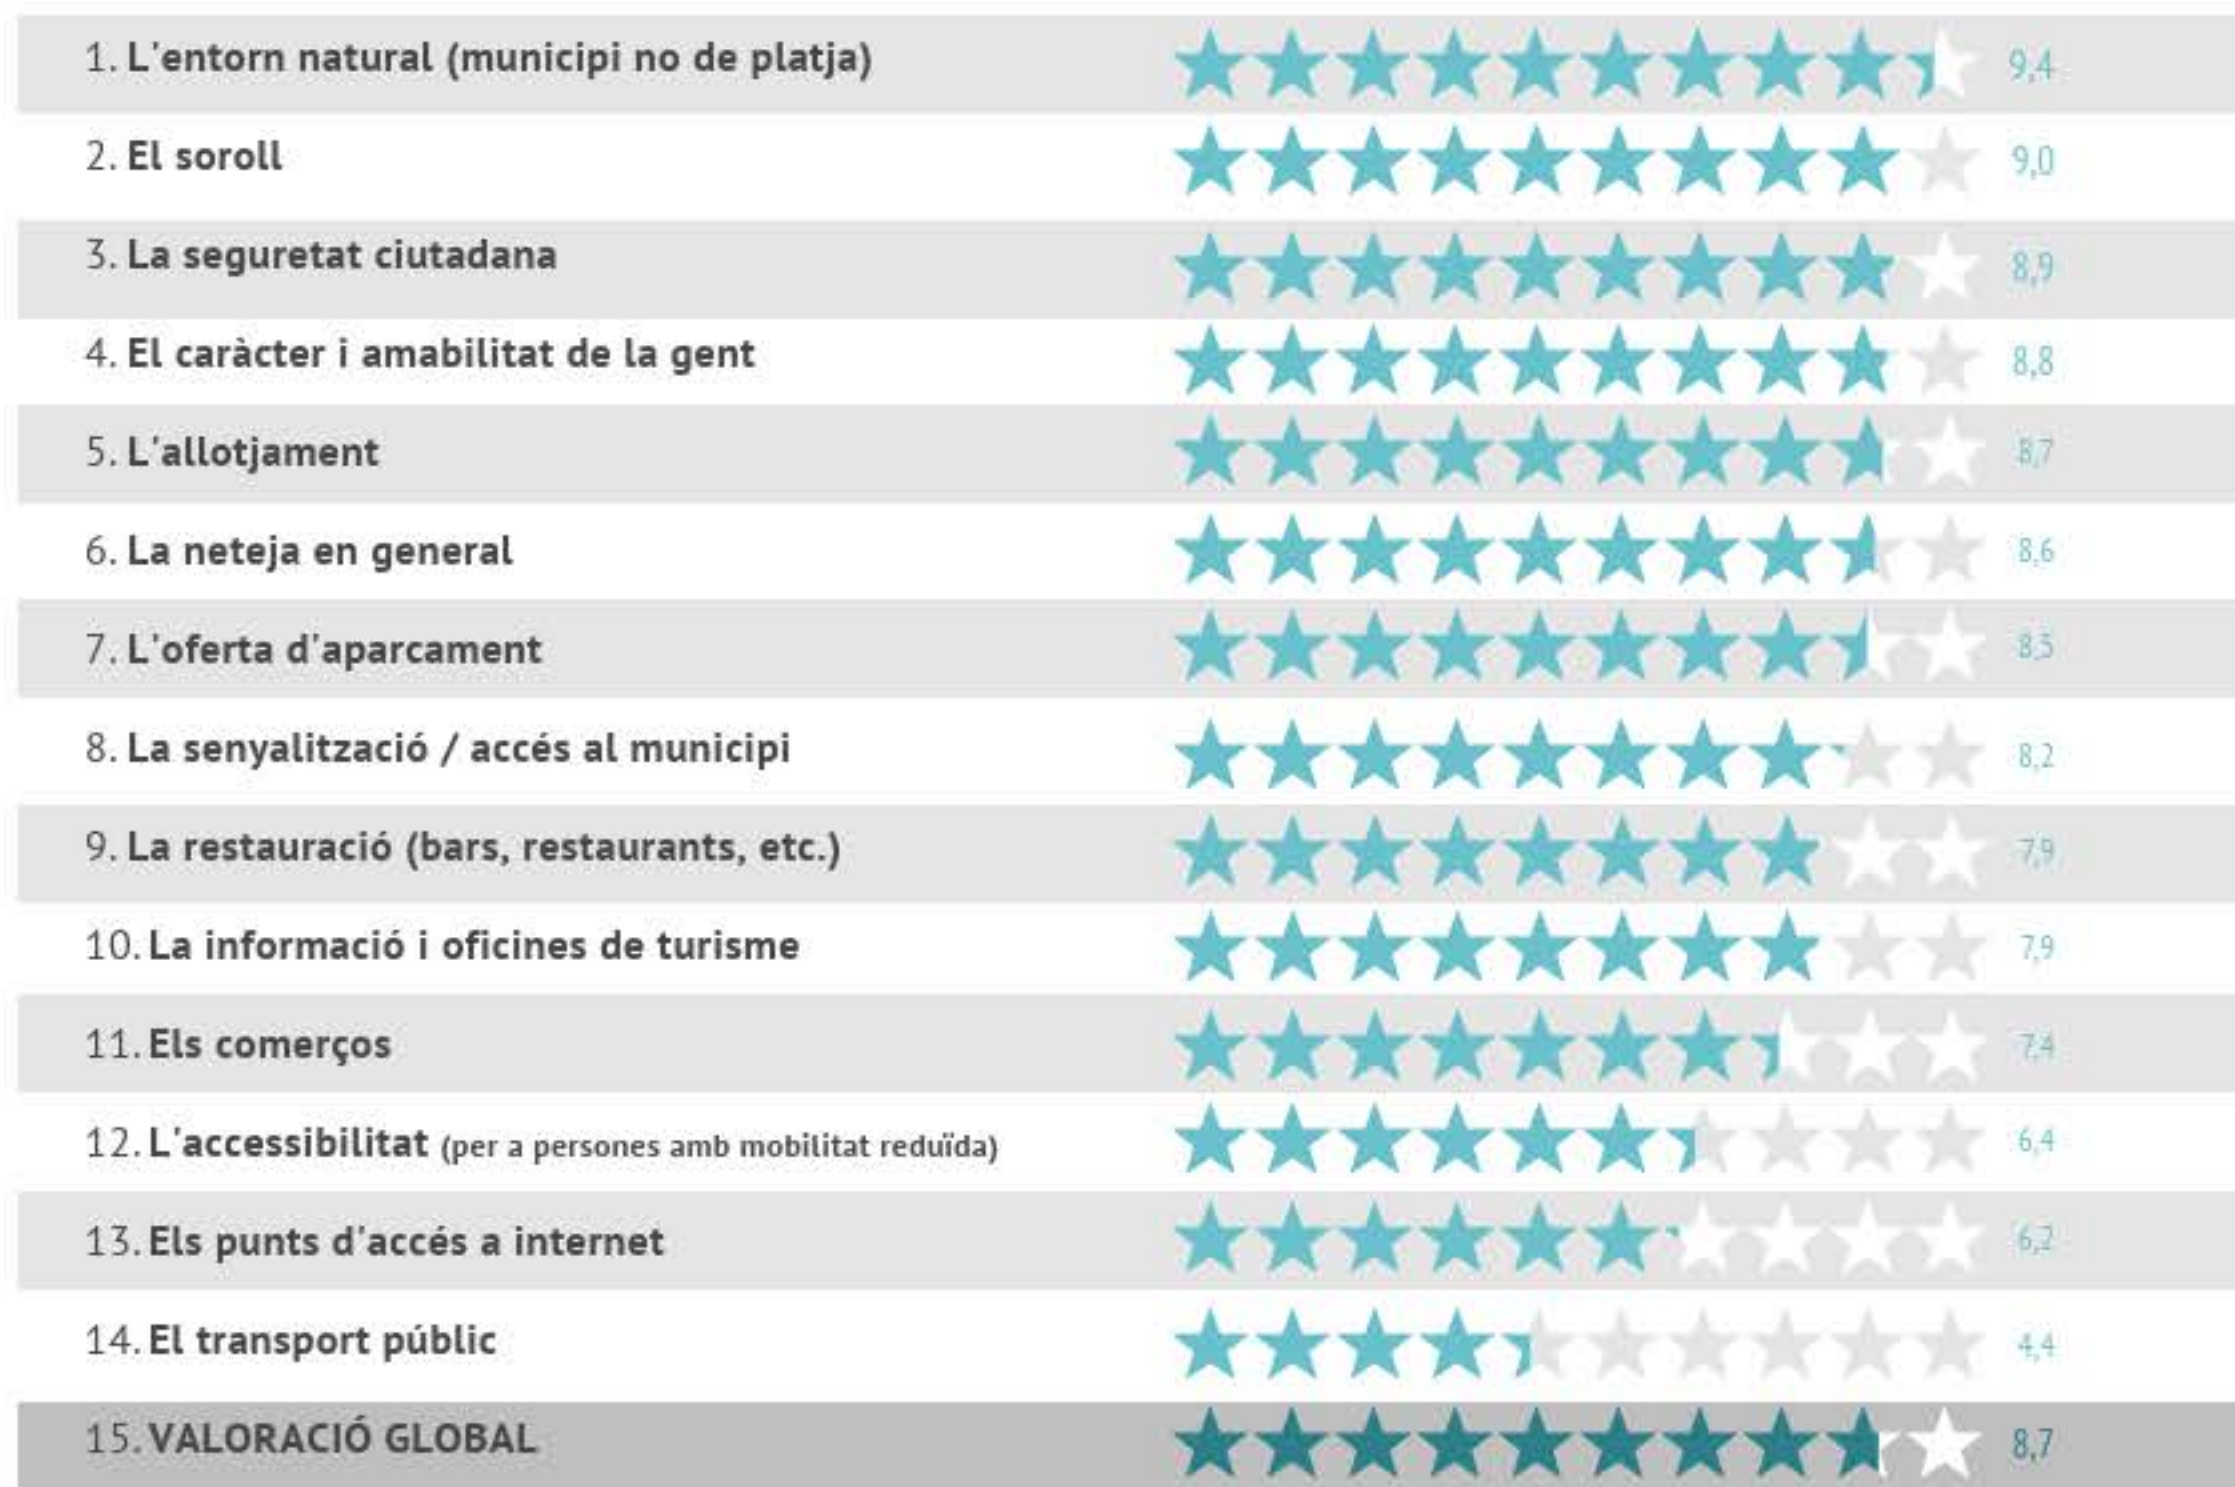 1. L'entorn natural (municipi no de platja) 9,4
2. El soroll 9,0
3. La seguretat ciutadana 8,9
4. El caràcter i amabilitat de la gent 8,8
5. L'allotjament 8,7
6. La neteja en general 8,6
7. L'oferta d'aparcament 8,5
8. La senyalització / accés al municipi 8,2
9. La restauració (bars, restaurants, etc.) 7,9
10. La informació i oficines de turisme 7,9
11. Els comerços 7,4
12. L'accessibilitat (per a persones amb mobilitat reduïda) 6,4
13. Els punts d'accés a internet 6,2
14. El transport públic 4,4
15. VALORACIÓ GLOBAL 8,7